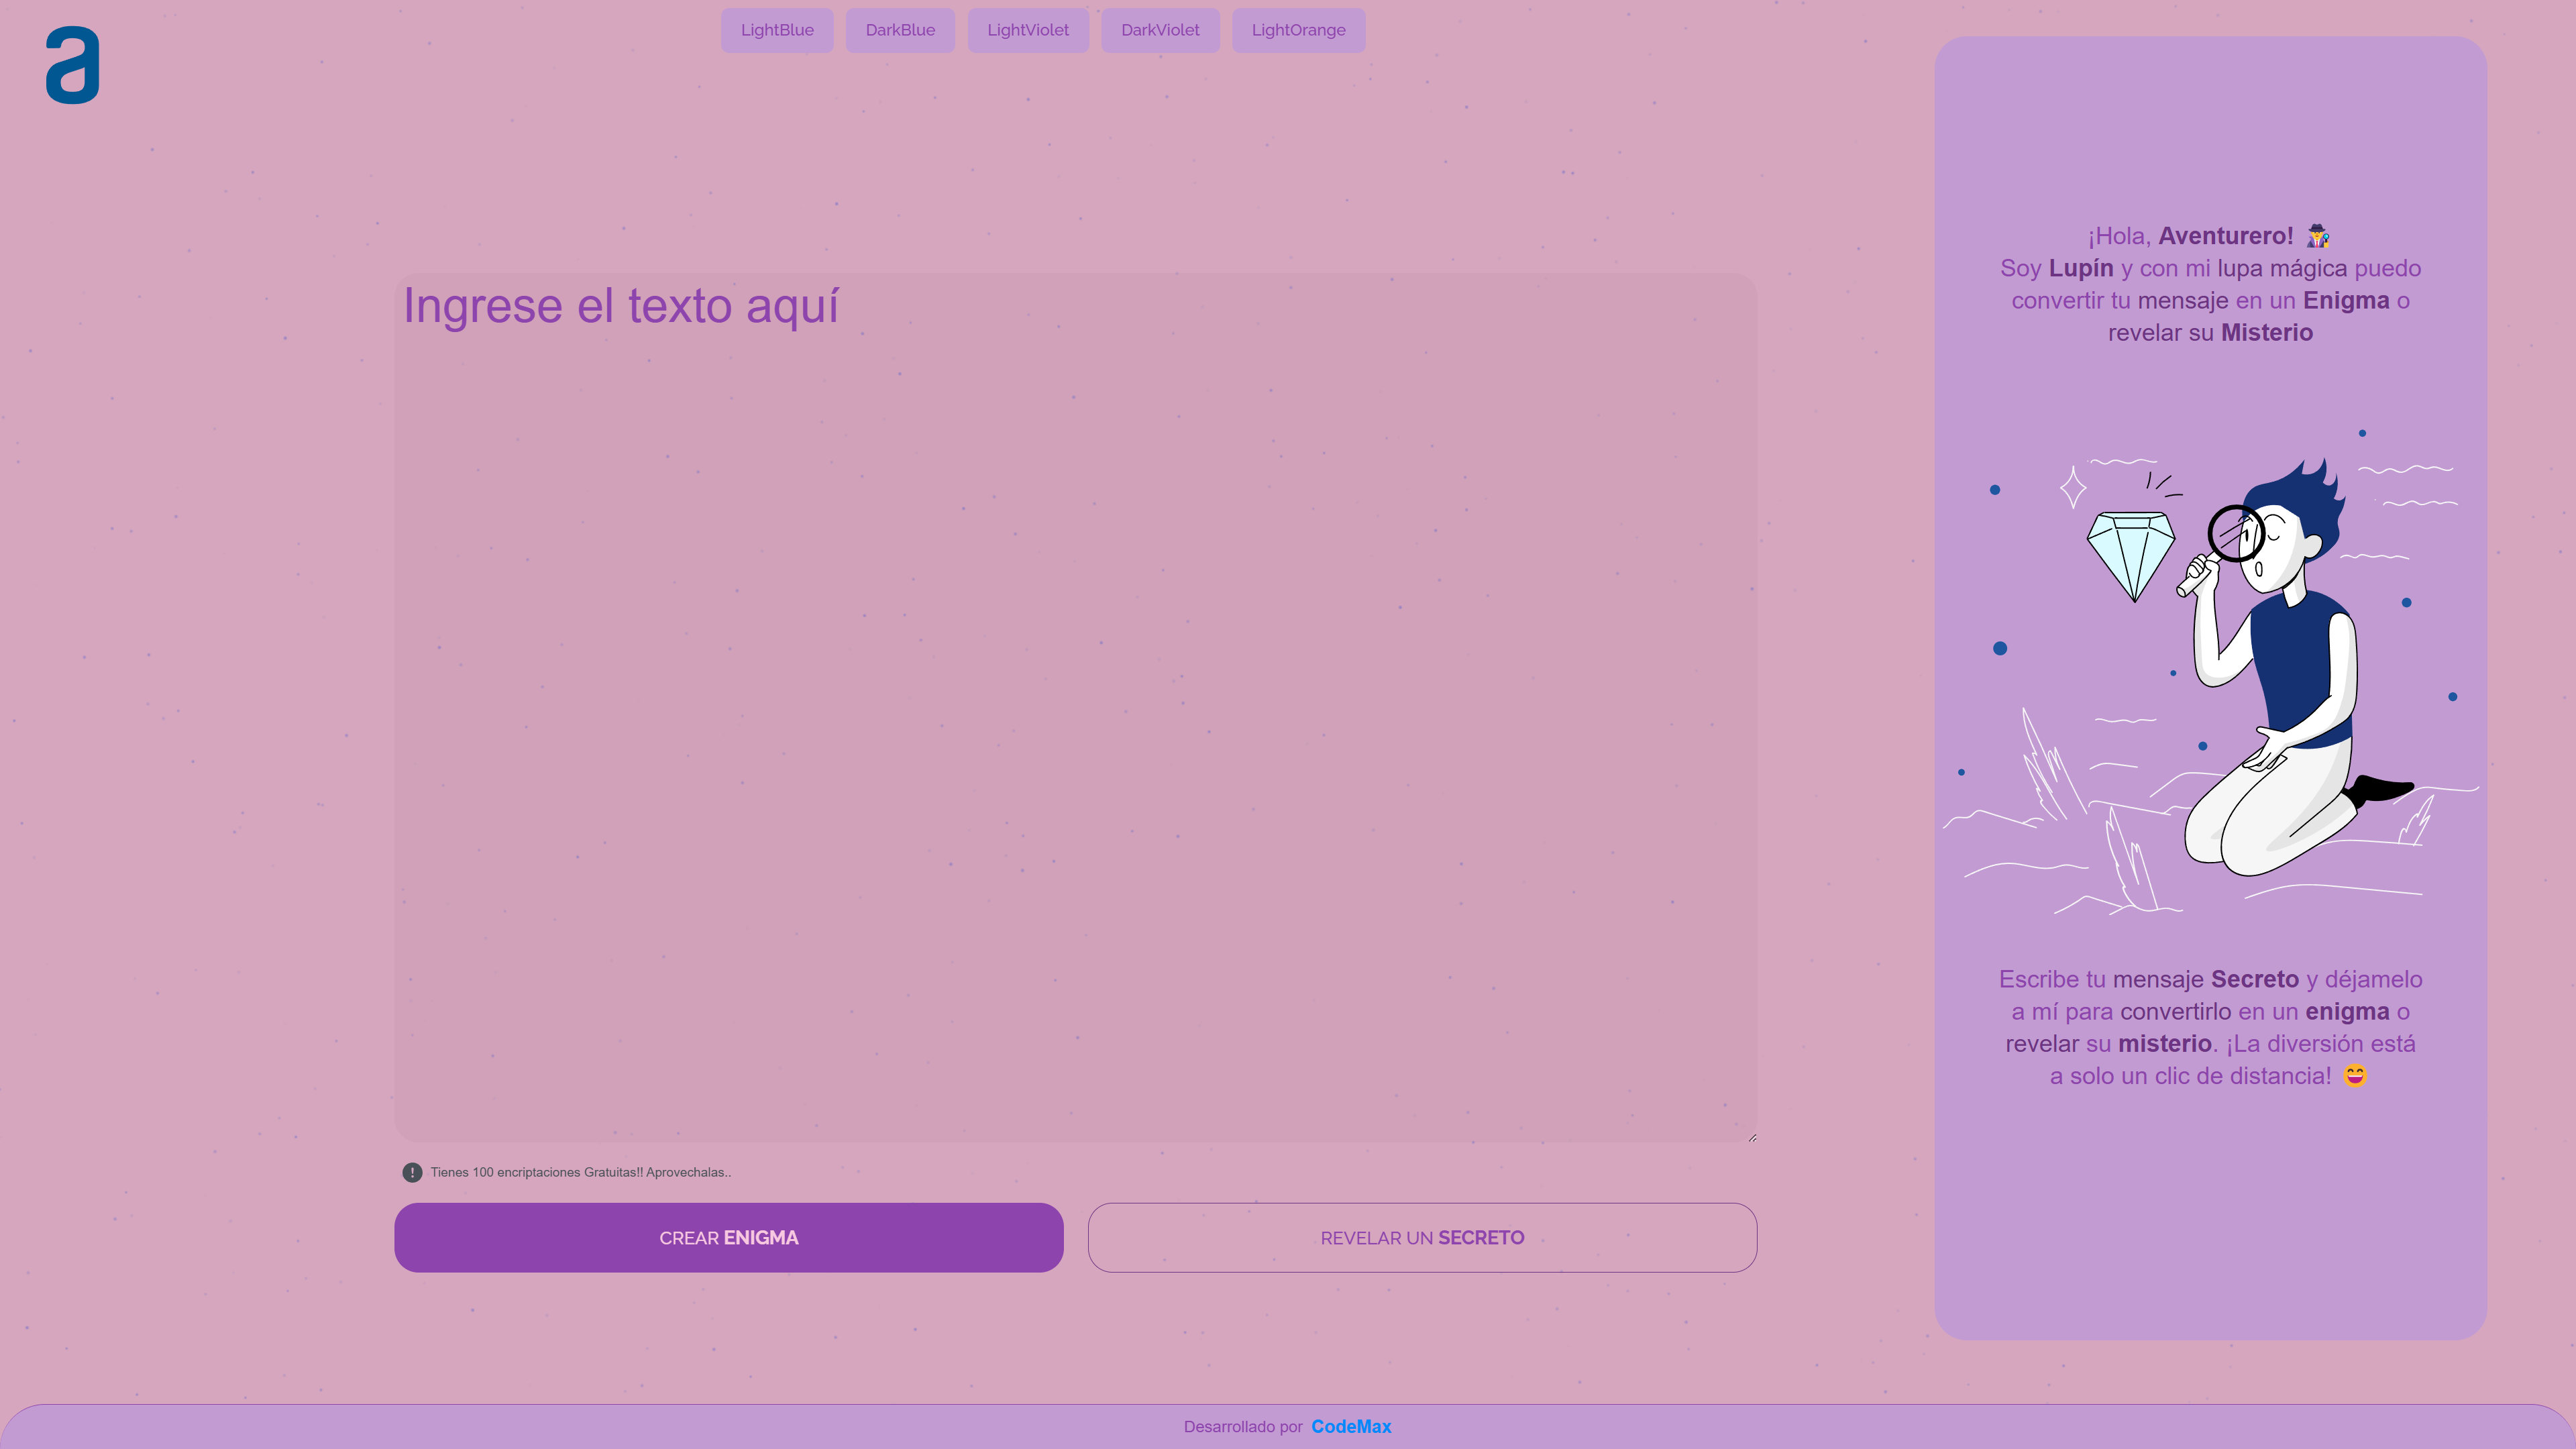 a
LightBlue DarkBlue LightViolet DarkViolet LightOrange
Ingrese el texto aquí
Tienes 100 encriptaciones Gratuitas!! Aprovechalas..
CREAR ENIGMA
REVELAR UN SECRETO
¡Hola, Aventurero!
Soy Lupín y con mi lupa mágica puedo
convertir tu mensaje en un Enigma o
revelar su Misterio
Escribe tu mensaje Secreto y déjamelo
a mí para convertirlo en un enigma o
revelar su misterio. ¡La diversión está
a solo un clic de distancia!
Desarrollado por CodeMax